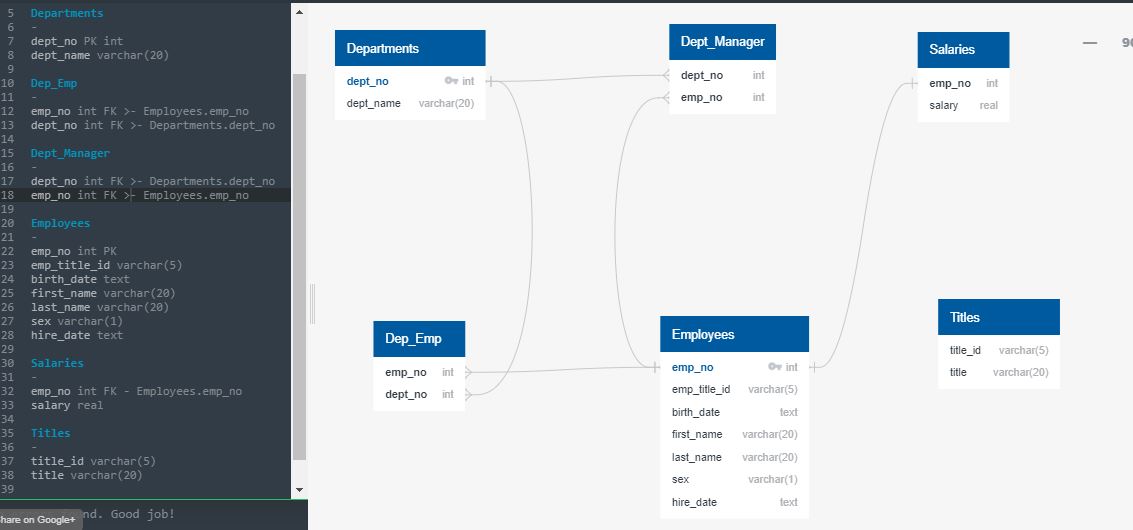 5 Departments
6 -
7 dept_no PK int
8 dept_name varchar(20)
9
10 Dep_Emp
11 -
12 emp_no int FK >- Employees.emp_no
13 dept_no int FK >- Departments.dept_no
14
15 Dept_Manager
16 -
17 dept_no int FK >- Departments.dept_no
18 emp_no int FK >- Employees.emp_no
19
20 Employees
21 -
22 emp_no int PK
23 emp_title_id varchar(5)
24 birth_date text
25 first_name varchar(20)
26 last_name varchar(20)
27 sex varchar(1)
28 hire_date text
29
30 Salaries
31 -
32 emp_no int FK - Employees.emp_no
33 salary real
34
35 Titles
36 -
37 title_id varchar(5)
38 title varchar(20)
39
nd. Good job!
hare on Google+
Departments
dept_no int
dept_name varchar(20)
Dept_Manager
dept_no int
emp_no int
Salaries
emp_no int
salary real
90
Dep_Emp
emp_no int
dept_no int
Employees
emp_no int
emp_title_id varchar(5)
birth_date text
first_name varchar(20)
last_name varchar(20)
sex varchar(1)
hire_date text
Titles
title_id varchar(5)
title varchar(20)